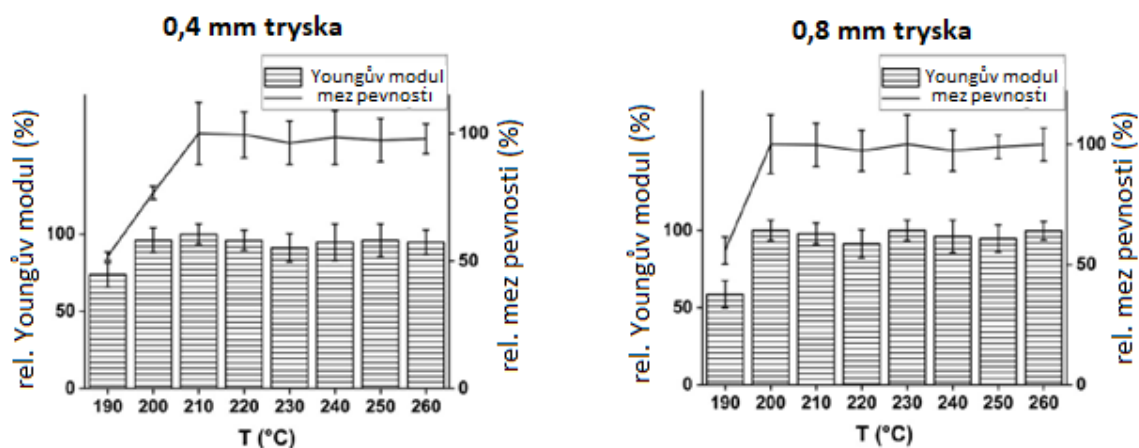 0,4 mm tryska
Youngův modul
mez pevnosti
rel. Youngův modul (%)
100
50
0
rel. mez pevnosti (%)
100
50
0
190 200 210 220 230 240 250 260
T (°C)
0,8 mm tryska
Youngův modul
mez pevnosti
rel. Youngův modul (%)
100
50
0
rel. mez pevnosti (%)
100
50
0
190 200 210 220 230 240 250 260
T (°C)